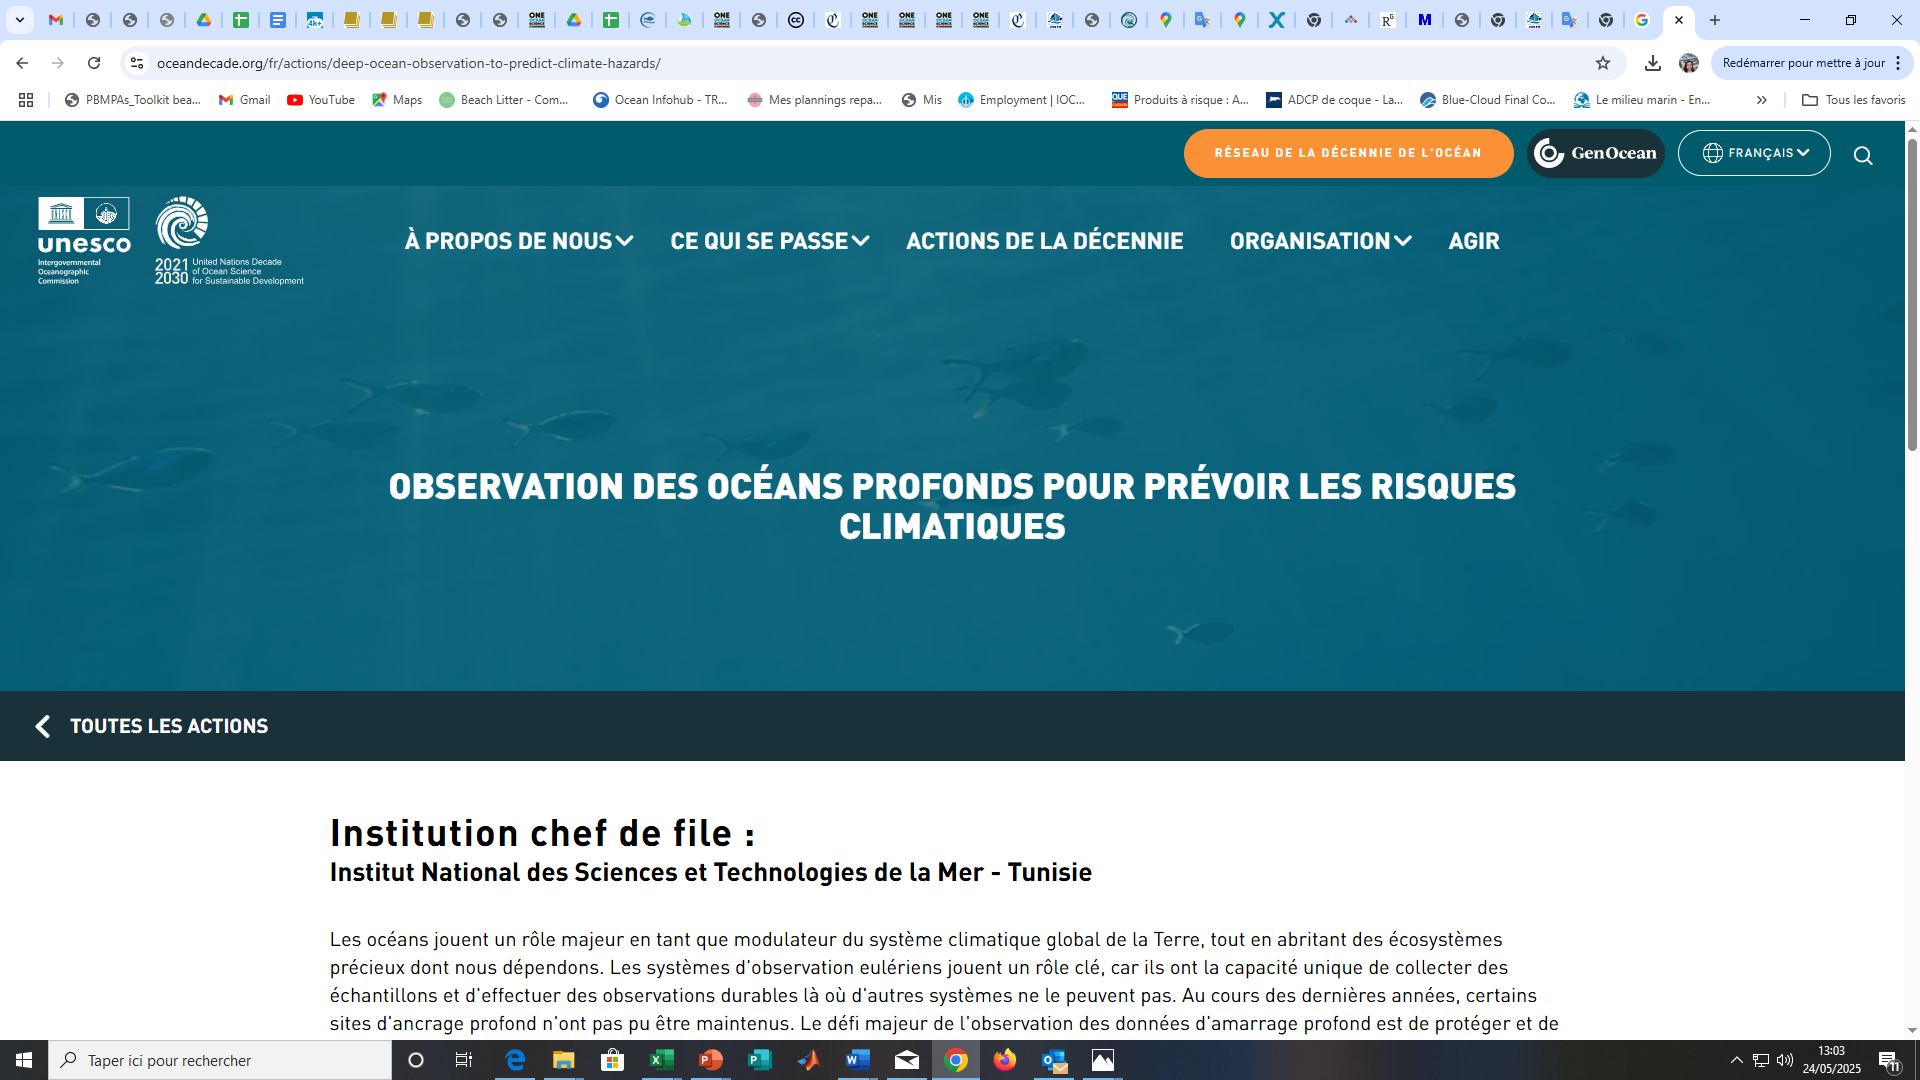 oceandecade.org/fr/actions/deep-ocean-observation-to-predict-climate-hazards/
Redémarrer pour mettre à jour
PBMPAs_Toolkit bea...
Gmail
YouTube
Maps
Beach Litter - Com...
Ocean Infohub - TR...
Mes plannings repa...
Mis
Employment | IOC...
Produits à risque : A...
ADCP de coque - La...
Blue-Cloud Final Co...
Le milieu marin - En...
Tous les favoris
RÉSEAU DE LA DÉCENNIE DE L'OCÉAN
GenOcean
FRANÇAIS
unesco
Intergovernmental
Oceanographic
Commission
2021
2030
United Nations Decade
of Ocean Science
for Sustainable Development
À PROPOS DE NOUS
CE QUI SE PASSE
ACTIONS DE LA DÉCENNIE
ORGANISATION
AGIR
OBSERVATION DES OCÉANS PROFONDS POUR PRÉVOIR LES RISQUES
CLIMATIQUES
TOUTES LES ACTIONS
Institution chef de file :
Institut National des Sciences et Technologies de la Mer - Tunisie
Les océans jouent un rôle majeur en tant que modulateur du système climatique global de la Terre, tout en abritant des écosystèmes
précieux dont nous dépendons. Les systèmes d'observation eulériens jouent un rôle clé, car ils ont la capacité unique de collecter des
échantillons et d'effectuer des observations durables là où d'autres systèmes ne le peuvent pas. Au cours des dernières années, certains
sites d'ancrage profond n'ont pas pu être maintenus. Le défi majeur de l'observation des données d'amarrage profond est de protéger et de
Taper ici pour rechercher
13:03
24/05/2025
11